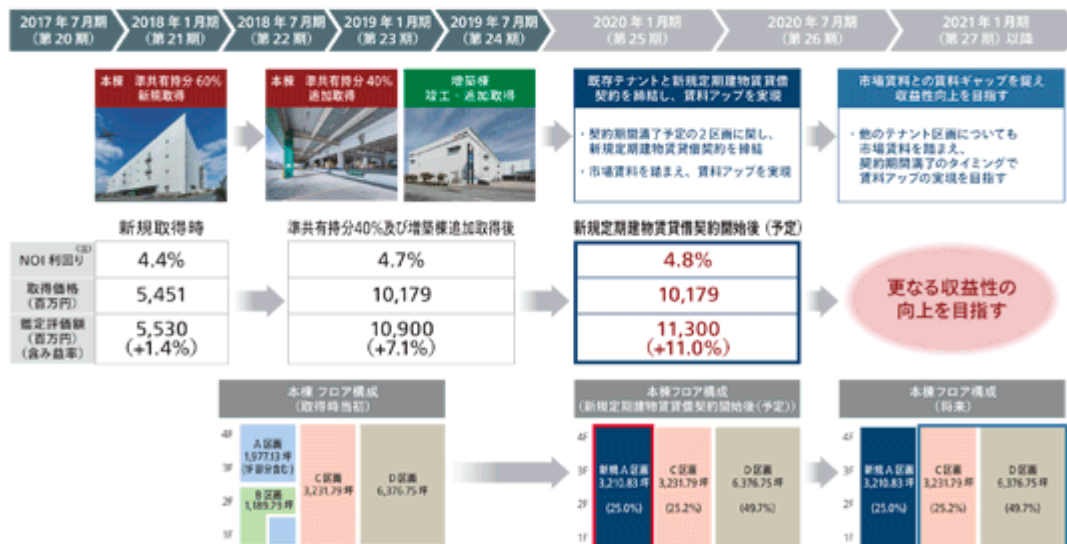 2017年7月期
(第20期)
2018年1月期
(第21期)
2018年7月期
(第22期)
2019年1月期
(第23期)
2019年7月期
(第24期)
2020年1月期
(第25期)
2020年7月期
(第26期)
2021年1月期
(第27期)以降
本棟 準共有持分60%
新規取得
本棟 準共有持分40%
追加取得
増築棟
竣工・追加取得
既存テナントと新規定期建物賃貸借
契約を締結し、賃料アップを実現
・契約期間満了予定の2区画に関し、
新規定期建物賃貸借契約を締結
・市場賃料を踏まえ、賃料アップを実現
市場賃料との賃料ギャップを捉え
収益性向上を目指す
・他のテナント区画についても
市場賃料を踏まえ、
契約期間満了のタイミングで
賃料アップの実現を目指す
新規取得時
準共有持分40%及び増築棟追加取得後
新規定期建物賃貸借契約開始後(予定)
NOI利回り(注)
4.4%
4.7%
4.8%
取得価格
(百万円)
5,451
10,179
10,179
鑑定評価額
(百万円)
(含み益率)
5,530
(+1.4%)
10,900
(+7.1%)
11,300
(+11.0%)
更なる収益性の
向上を目指す
本棟 フロア構成
(取得時当初)
4F
3F
2F
1F
A区画
1,977.13坪
(1F部分含む)
B区画
1,189.79坪
C区画
3,231.79坪
D区画
6,376.75坪
本棟フロア構成
(新規定期建物賃貸借契約開始後(予定))
4F
3F
2F
1F
新規A区画
3,210.83坪
(25.0%)
C区画
3,231.79坪
(25.2%)
D区画
6,376.75坪
(49.7%)
本棟フロア構成
(将来)
4F
3F
2F
1F
新規A区画
3,210.83坪
(25.0%)
C区画
3,231.79坪
(25.2%)
D区画
6,376.75坪
(49.7%)